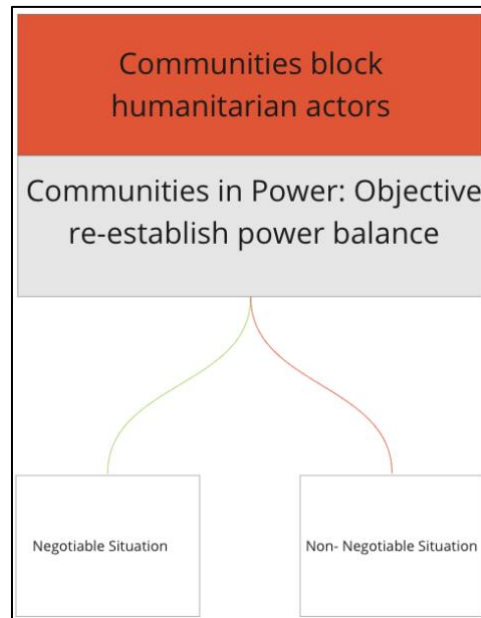 Communities block
humanitarian actors
Communities in Power: Objective
re-establish power balance
Negotiable Situation
Non- Negotiable Situation